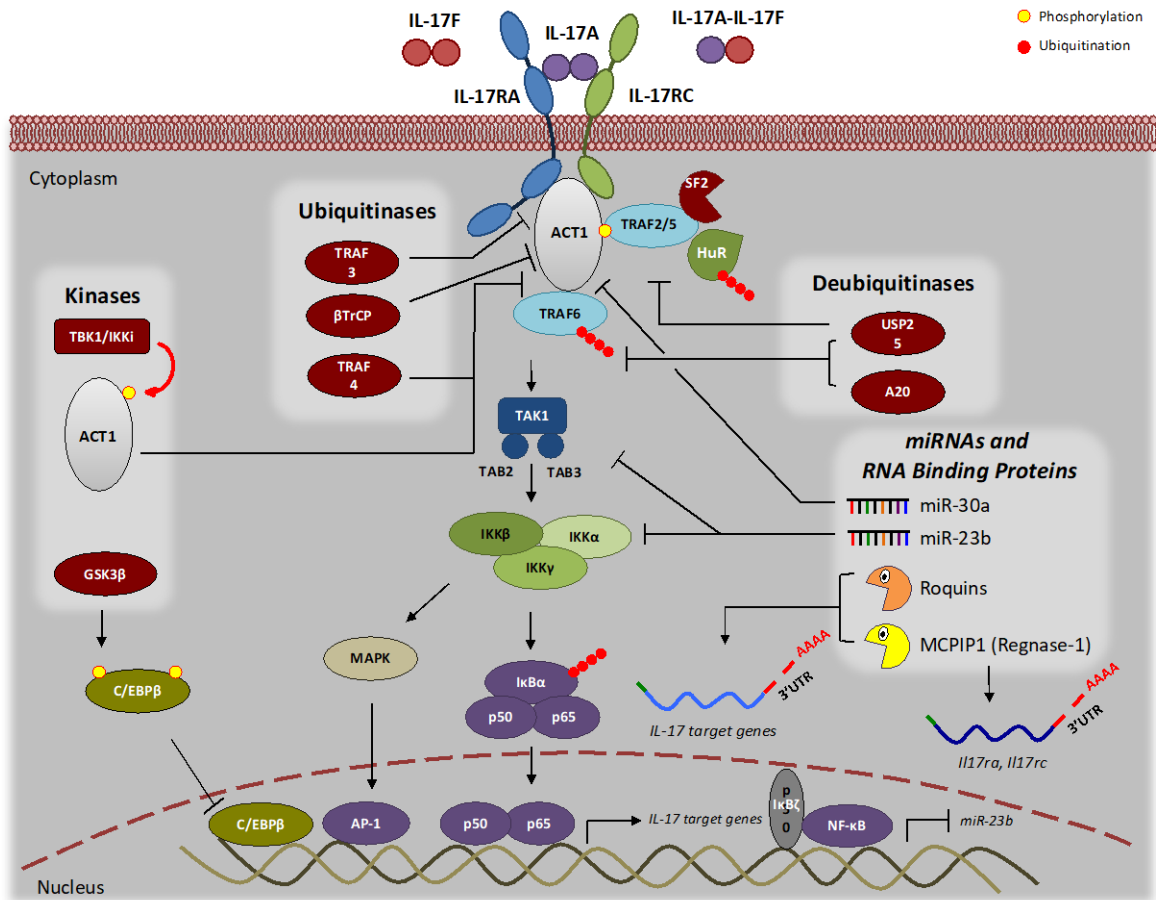 IL-17F
IL-17A
IL-17A-IL-17F
Phosphorylation
Ubiquitination
IL-17RA
IL-17RC
Cytoplasm
Ubiquitinases
TRAF
3
βTrCP
TRAF
4
ACT1
TRAF2/5
SF2
HuR
TRAF6
Kinases
TBK1/IKKi
ACT1
GSK3β
C/EBPβ
Deubiquitinases
USP2
5
A20
TAK1
TAB2
TAB3
IKKβ
IKKα
IKKγ
miRNAs and
RNA Binding Proteins
miR-30a
miR-23b
Roquins
MCPIP1 (Regnase-1)
MAPK
IκBα
p50
p65
AAAA
3'UTR
IL-17 target genes
AAAA
3'UTR
Il17ra, Il17rc
C/EBPβ
AP-1
p50
p65
IL-17 target genes
IκBζ
NF-κB
miR-23b
Nucleus